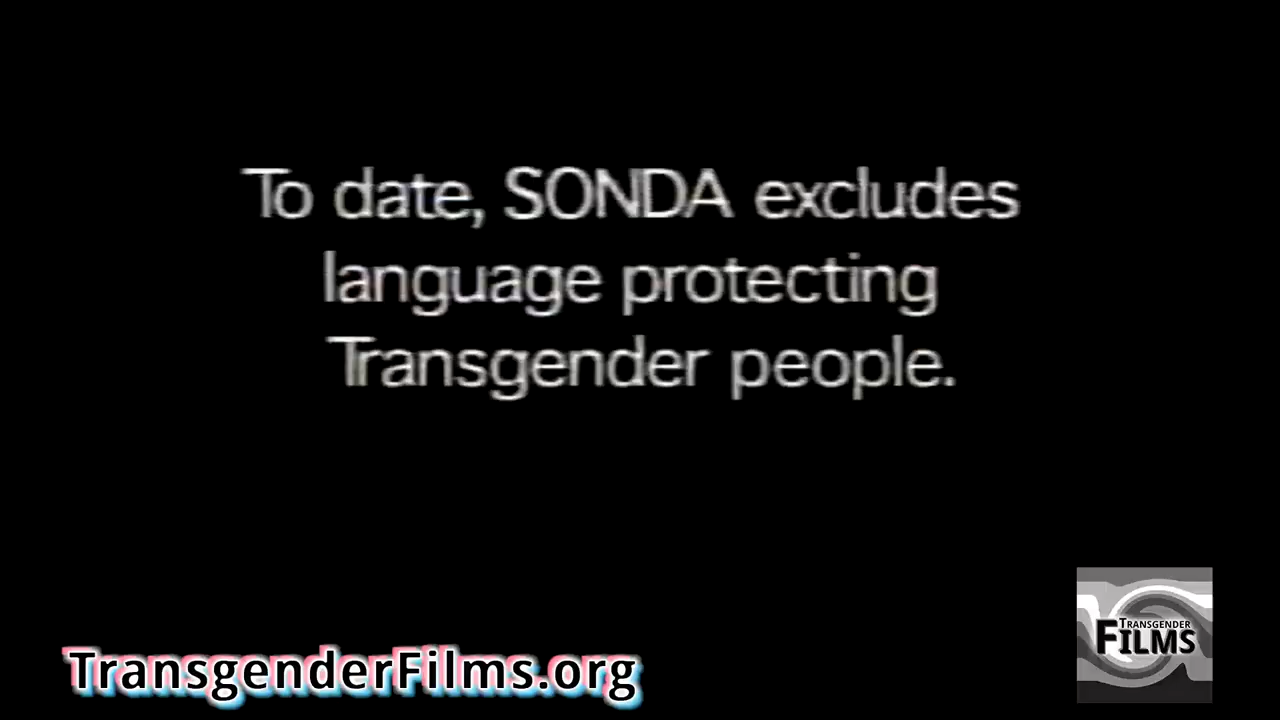 To date, SONDA excludes
language protecting
Transgender people.
TRANSGENDER
FILMS
TransgenderFilms.org